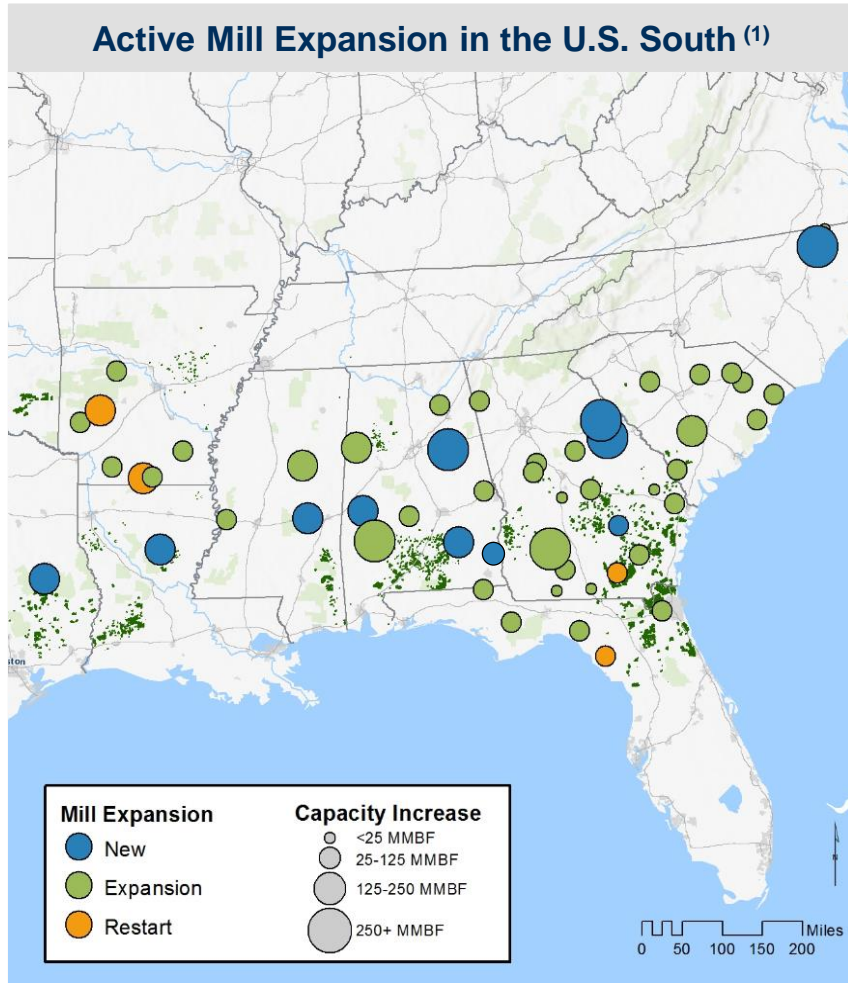 Active Mill Expansion in the U.S. South (1)
ston
Mill Expansion
New
Expansion
Restart
Capacity Increase
<25 MMBF
25-125 MMBF
125-250 MMBF
250+ MMBF
N
Miles
0 50 100 150 200